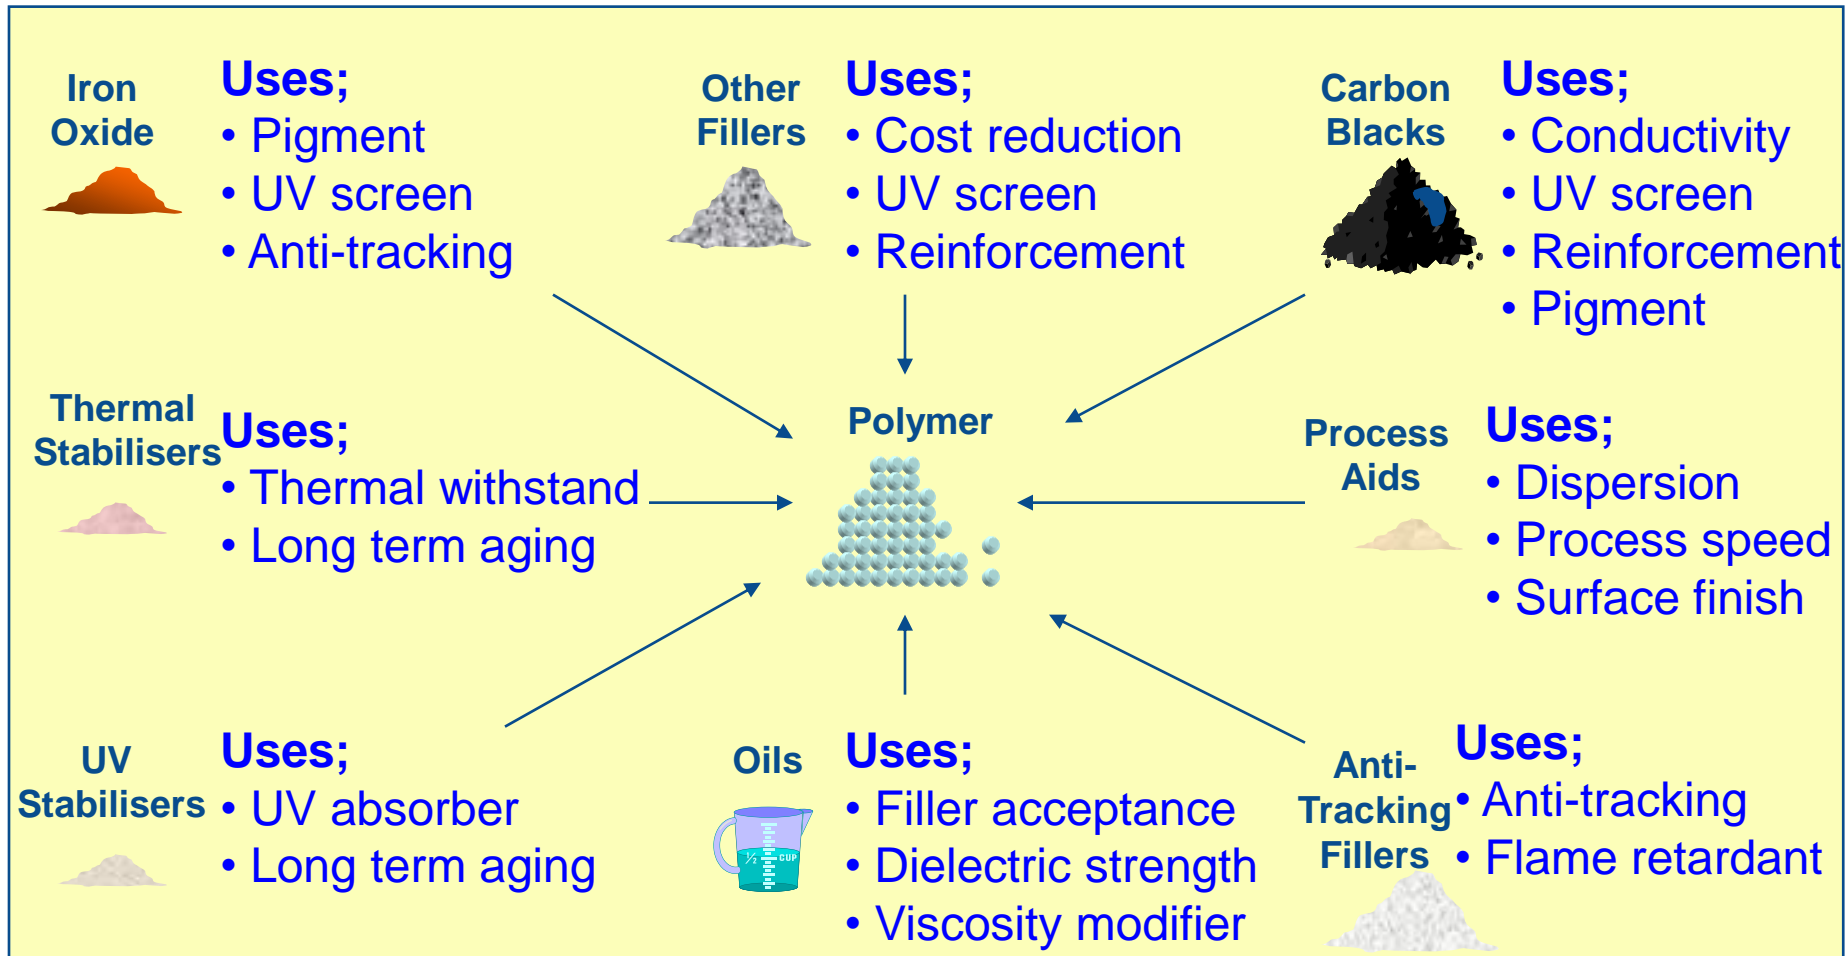 Iron
Oxide
Uses;
• Pigment
• UV screen
• Anti-tracking
Other
Fillers
Uses;
• Cost reduction
• UV screen
• Reinforcement
Carbon
Blacks
Uses;
• Conductivity
• UV screen
• Reinforcement
• Pigment
Thermal
Stabilisers
Uses;
• Thermal withstand
• Long term aging
Polymer
Process
Aids
Uses;
• Dispersion
• Process speed
• Surface finish
UV
Stabilisers
Uses;
• UV absorber
• Long term aging
Oils
½ CUP
Uses;
• Filler acceptance
• Dielectric strength
• Viscosity modifier
Anti-
Tracking
Fillers
Uses;
• Anti-tracking
• Flame retardant